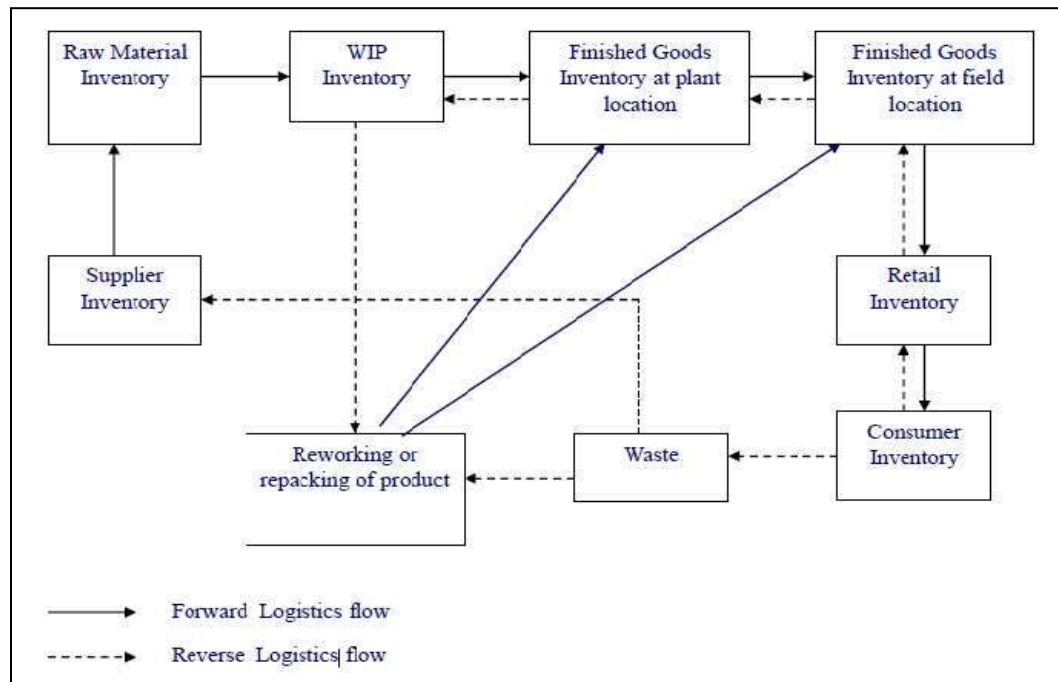 Raw Material
Inventory
WIP
Inventory
Finished Goods
Inventory at plant
location
Finished Goods
Inventory at field
location
Supplier
Inventory
Retail
Inventory
Reworking or
repacking of product
Waste
Consumer
Inventory
Forward Logistics flow
Reverse Logistics flow